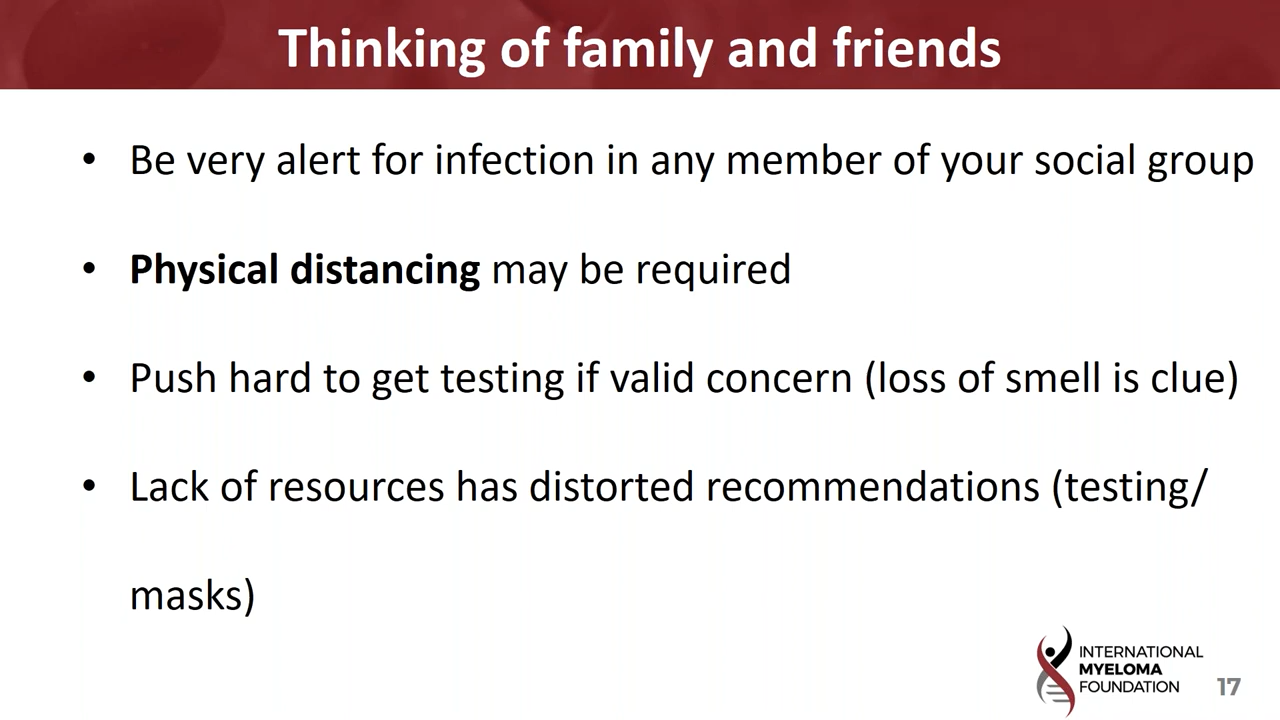 Thinking of family and friends
• Be very alert for infection in any member of your social group
• Physical distancing may be required
• Push hard to get testing if valid concern (loss of smell is clue)
• Lack of resources has distorted recommendations (testing/
masks)
INTERNATIONAL
MYELOMA
FOUNDATION
17